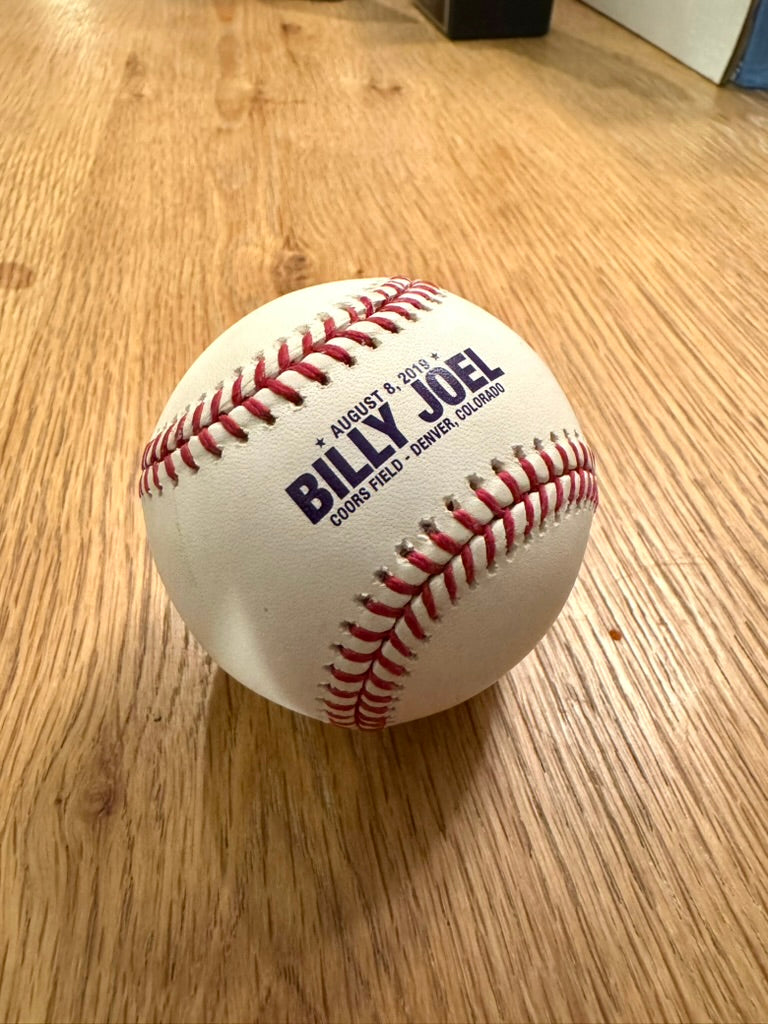 ★ AUGUST 8, 2019 ★
BILLY JOEL
COORS FIELD - DENVER, COLORADO